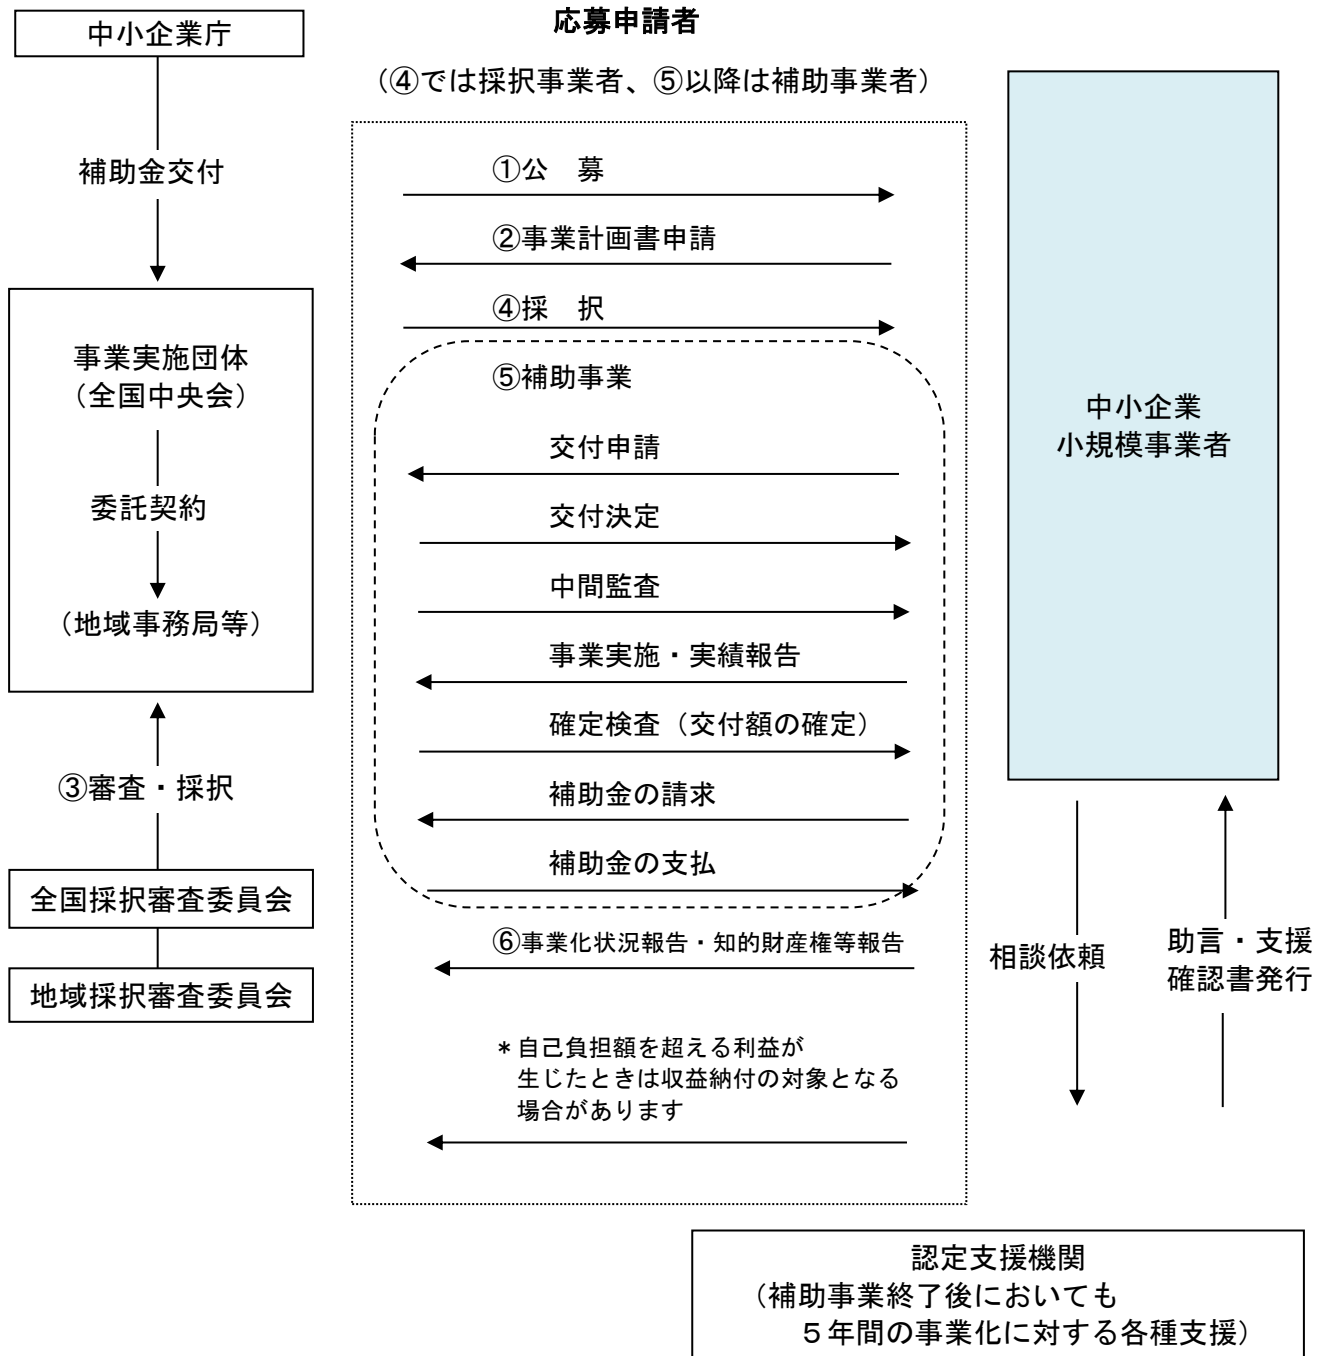 中小企業庁
補助金交付
事業実施団体
（全国中央会）
委託契約
（地域事務局等）
③審査・採択
全国採択審査委員会
地域採択審査委員会
応募申請者
（④では採択事業者、⑤以降は補助事業者）
①公　募
②事業計画書申請
④採　択
⑤補助事業
交付申請
交付決定
中間監査
事業実施・実績報告
確定検査（交付額の確定）
補助金の請求
補助金の支払
⑥事業化状況報告・知的財産権等報告
＊自己負担額を超える利益が
生じたときは収益納付の対象となる
場合があります
中小企業
小規模事業者
相談依頼
助言・支援
確認書発行
認定支援機関
（補助事業終了後においても
５年間の事業化に対する各種支援）